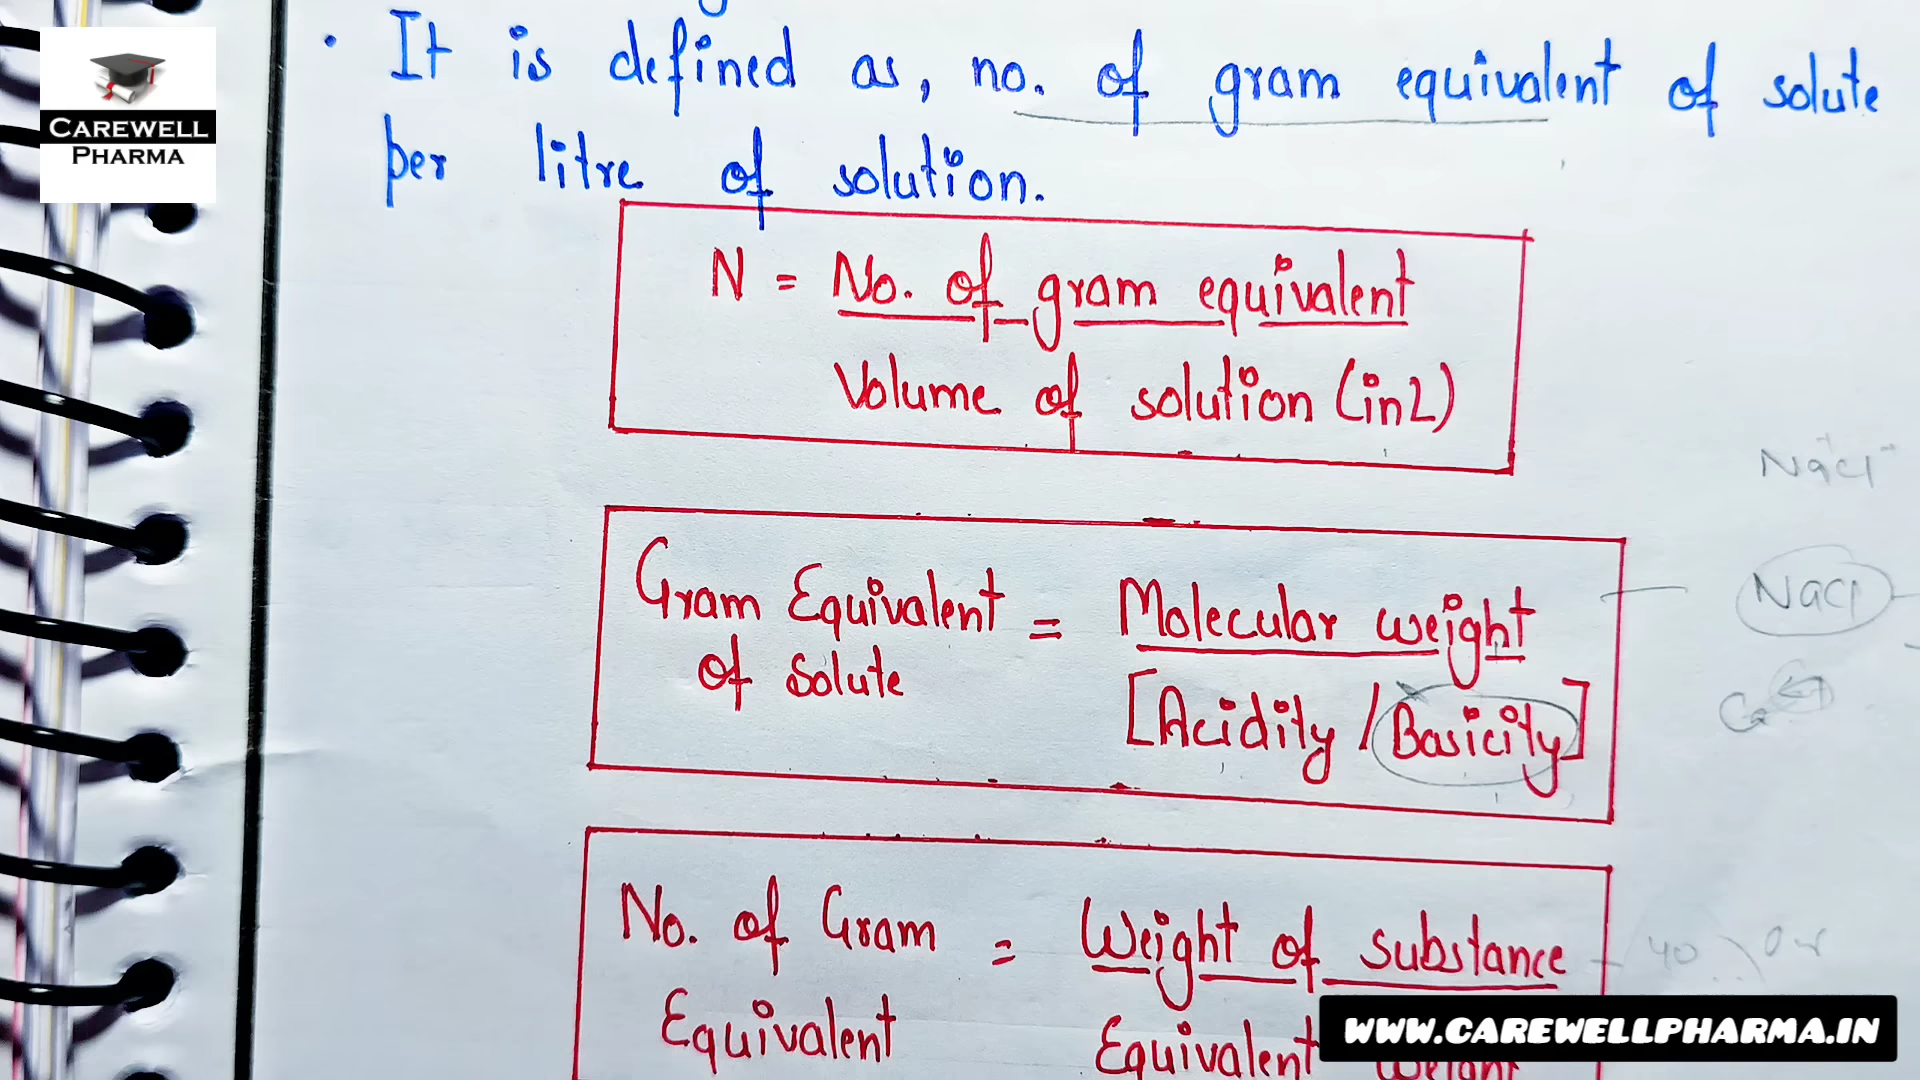 CAREWELL
PHARMA
• It is defined as, no. of gram equivalent of solute
per litre of solution.
N = No. of gram equivalent
Volume of solution (in L)
NaCl
Gram Equivalent = Molecular weight
of Solute [Acidity / Basicity]
NaCl
No. of Gram = Weight of substance
40
Equivalent Equivalent weight
WWW.CAREWELLPHARMA.IN